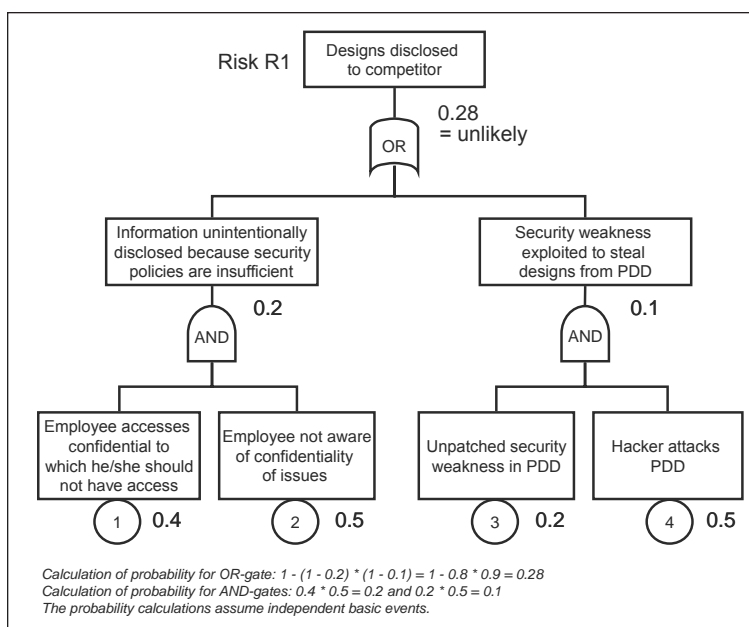 Risk R1
Designs disclosed
to competitor
0.28
= unlikely
OR
Information unintentionally
disclosed because security
policies are insufficient
Security weakness
exploited to steal
designs from PDD
0.2
0.1
AND
AND
Employee accesses
confidential to
which he/she should
not have access
Employee not aware
of confidentiality
of issues
Unpatched security
weakness in PDD
Hacker attacks
PDD
1
0.4
2
0.5
3
0.2
4
0.5
Calculation of probability for OR-gate: 1 - (1 - 0.2) * (1 - 0.1) = 1 - 0.8 * 0.9 = 0.28
Calculation of probability for AND-gates: 0.4 * 0.5 = 0.2 and 0.2 * 0.5 = 0.1
The probability calculations assume independent basic events.